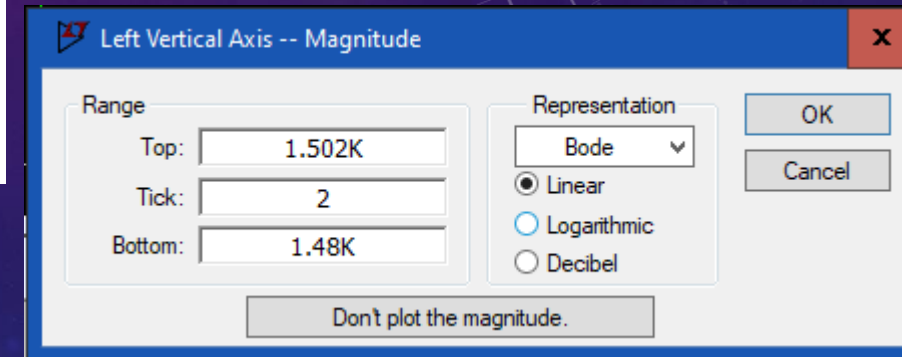 Left Vertical Axis -- Magnitude
x
Range
Top: 1.502K
Tick: 2
Bottom: 1.48K
Representation
Bode
Linear
Logarithmic
Decibel
OK
Cancel
Don't plot the magnitude.